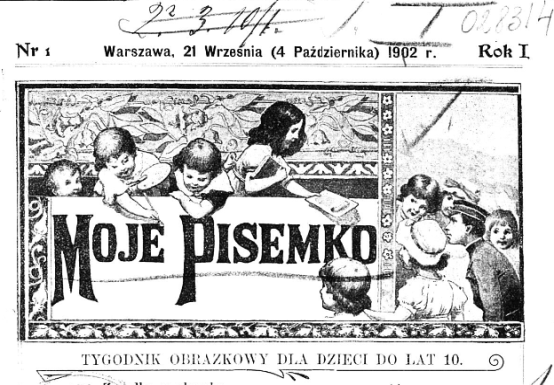 Nr 1 Warszawa, 21 Września (4 Października) 1902 r. Rok I
MOJE PISEMKO
TYGODNIK OBRAZKOWY DLA DZIECI DO LAT 10.